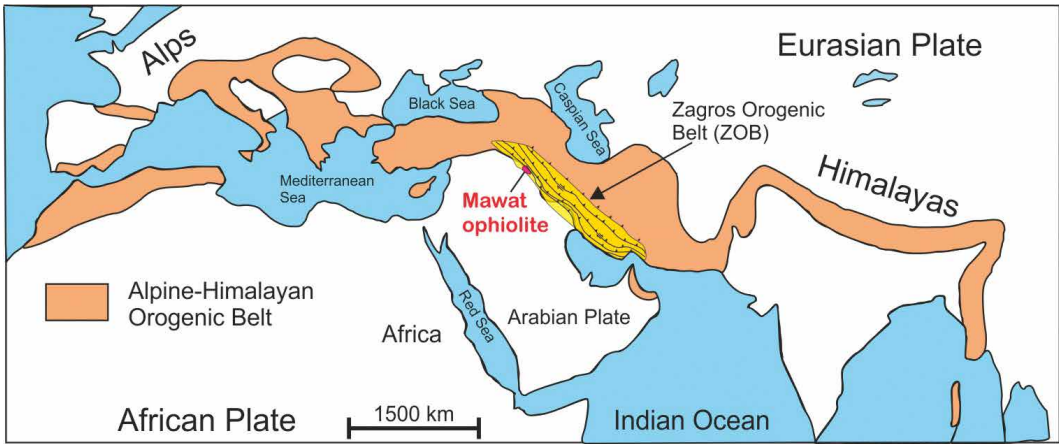 Alps
Eurasian Plate
Black Sea
Caspian Sea
Zagros Orogenic
Belt (ZOB)
Mediterranean
Sea
Mawat
ophiolite
Himalayas
Alpine-Himalayan
Orogenic Belt
Red Sea
Arabian Plate
Africa
African Plate
1500 km
Indian Ocean